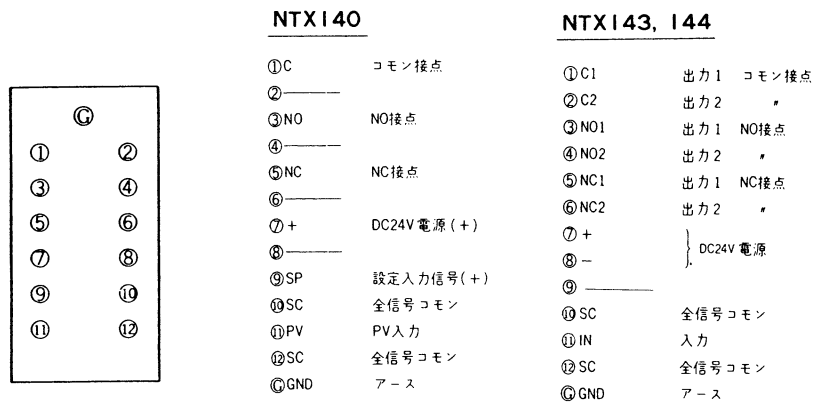 NTX140
①C コモン接点
②———
③NO NO接点
④———
⑤NC NC接点
⑥———
⑦+ DC24V電源(+)
⑧———
⑨SP 設定入力信号(+)
⑩SC 全信号コモン
⑪PV PV入力
⑫SC 全信号コモン
ⒼGND アース
NTX143, 144
①C1 出力1 コモン接点
②C2 出力2 〃
③NO1 出力1 NO接点
④NO2 出力2 〃
⑤NC1 出力1 NC接点
⑥NC2 出力2 〃
⑦+
⑧−
DC24V電源
⑨———
⑩SC 全信号コモン
⑪IN 入力
⑫SC 全信号コモン
ⒼGND アース
Ⓖ
① ②
③ ④
⑤ ⑥
⑦ ⑧
⑨ ⑩
⑪ ⑫